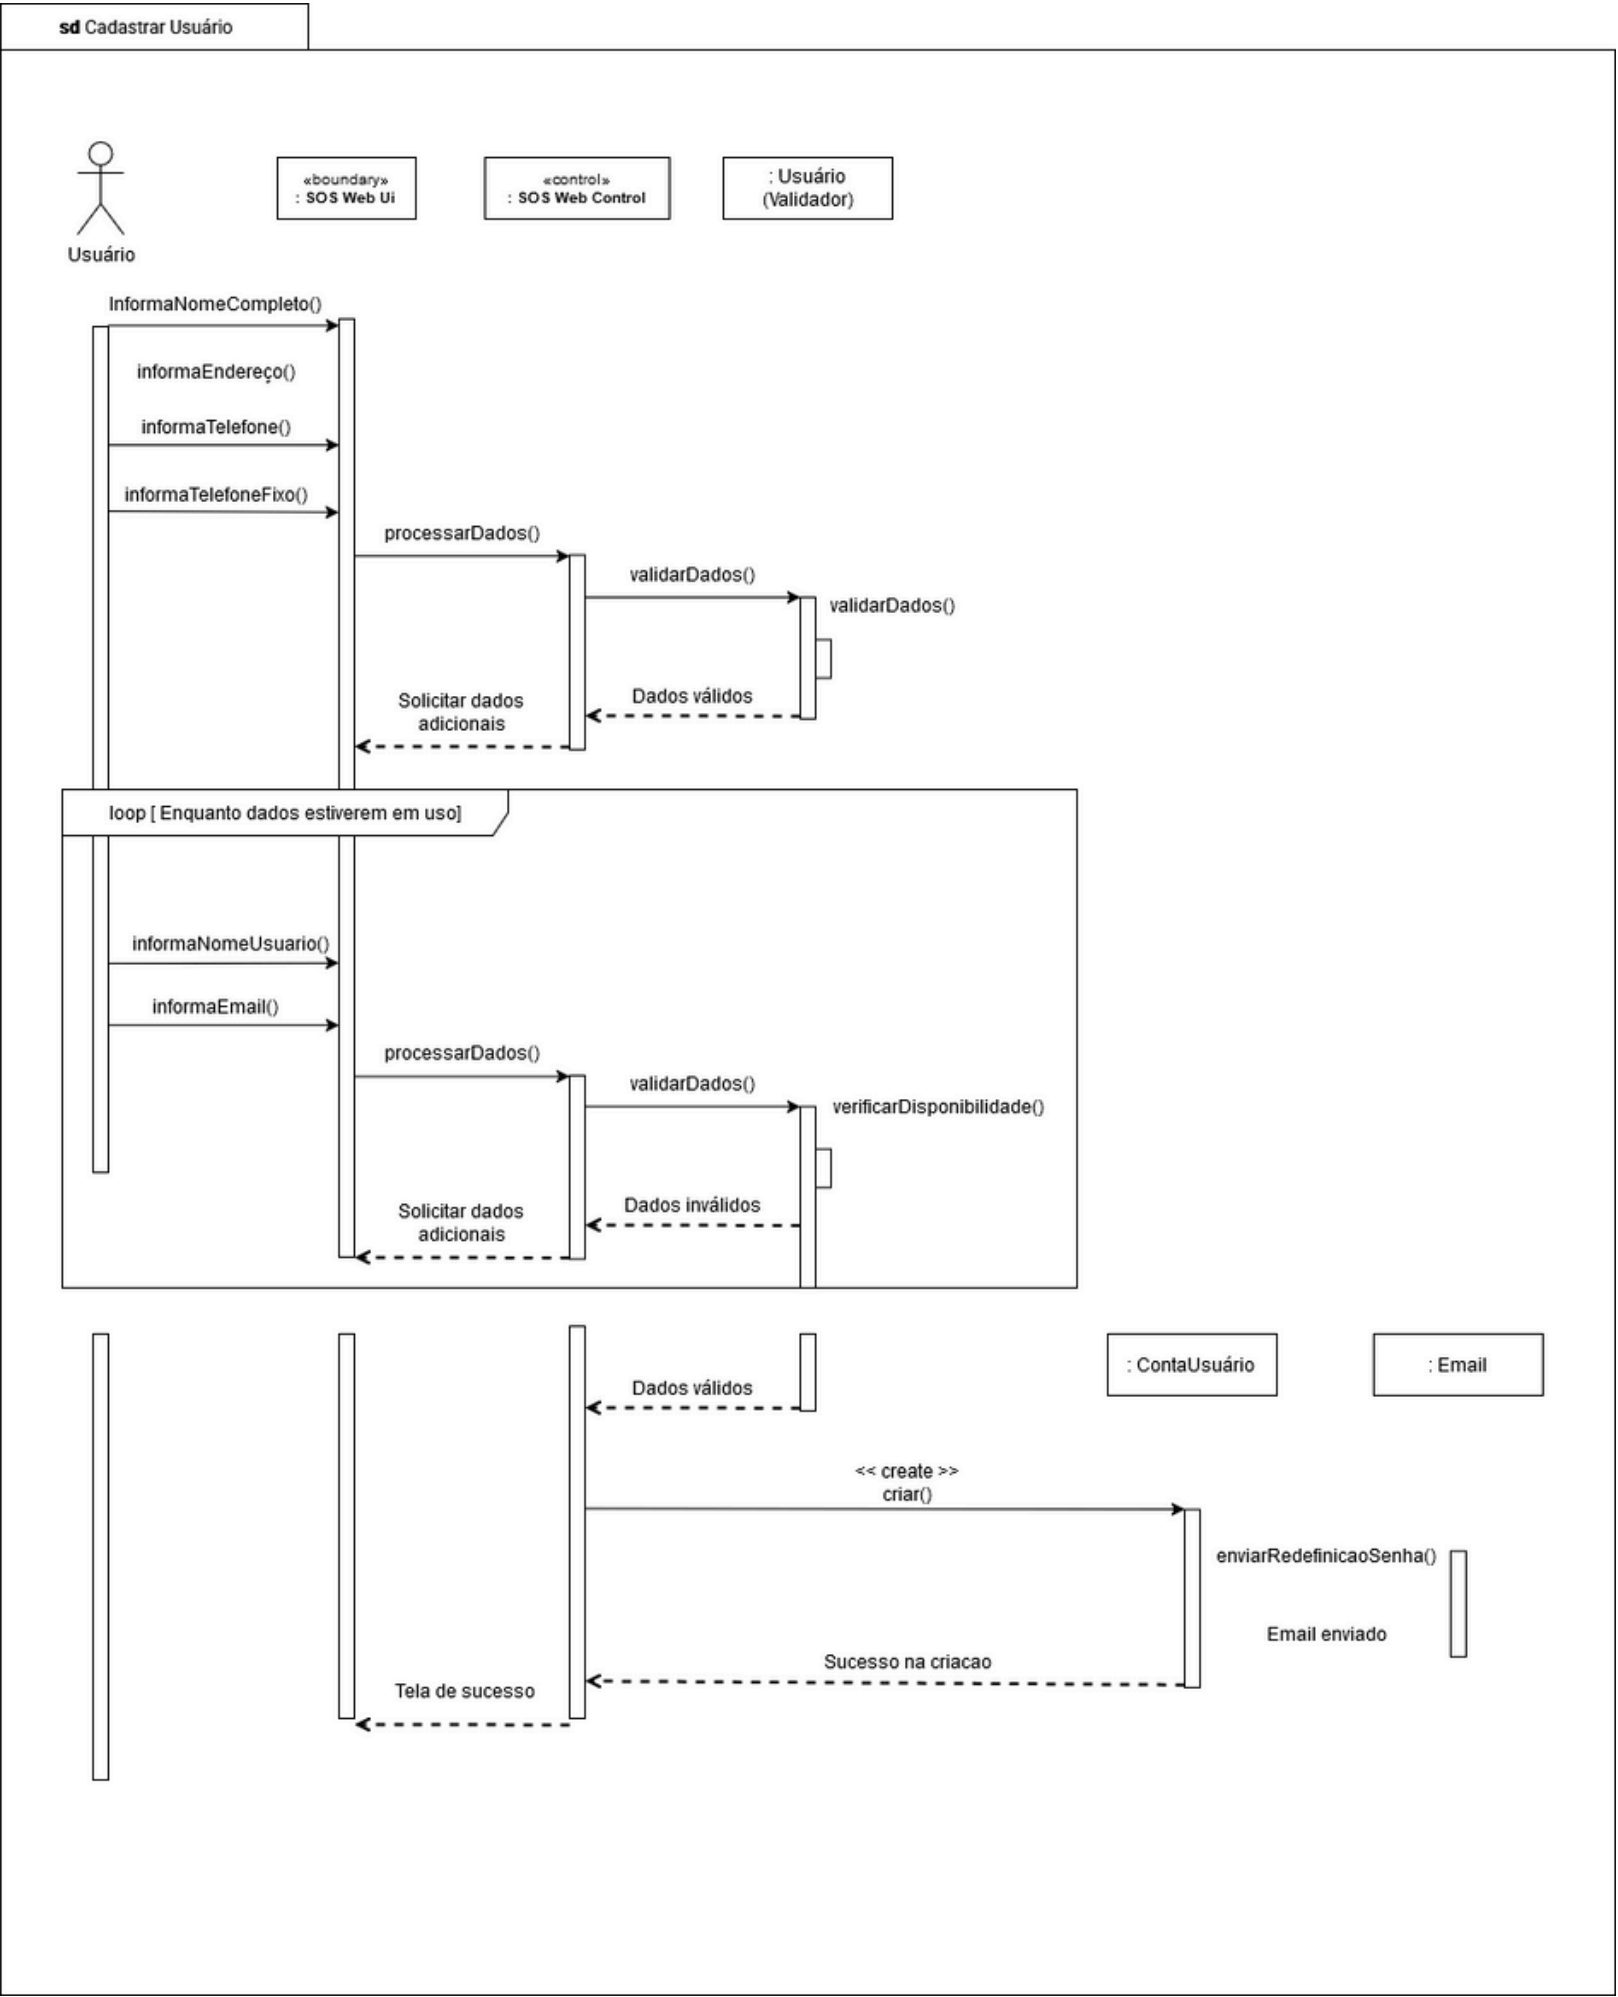 sd Cadastrar Usuário
«boundary»
: SOS Web Ui
«control»
: SOS Web Control
: Usuário
(Validador)
Usuário
InformaNomeCompleto()
informaEndereço()
informaTelefone()
informaTelefoneFixo()
processarDados()
validarDados()
validarDados()
Dados válidos
Solicitar dados
adicionais
loop [ Enquanto dados estiverem em uso]
informaNomeUsuario()
informaEmail()
processarDados()
validarDados()
verificarDisponibilidade()
Dados inválidos
Solicitar dados
adicionais
: ContaUsuário
: Email
Dados válidos
<< create >>
criar()
enviarRedefinicaoSenha()
Email enviado
Sucesso na criacao
Tela de sucesso